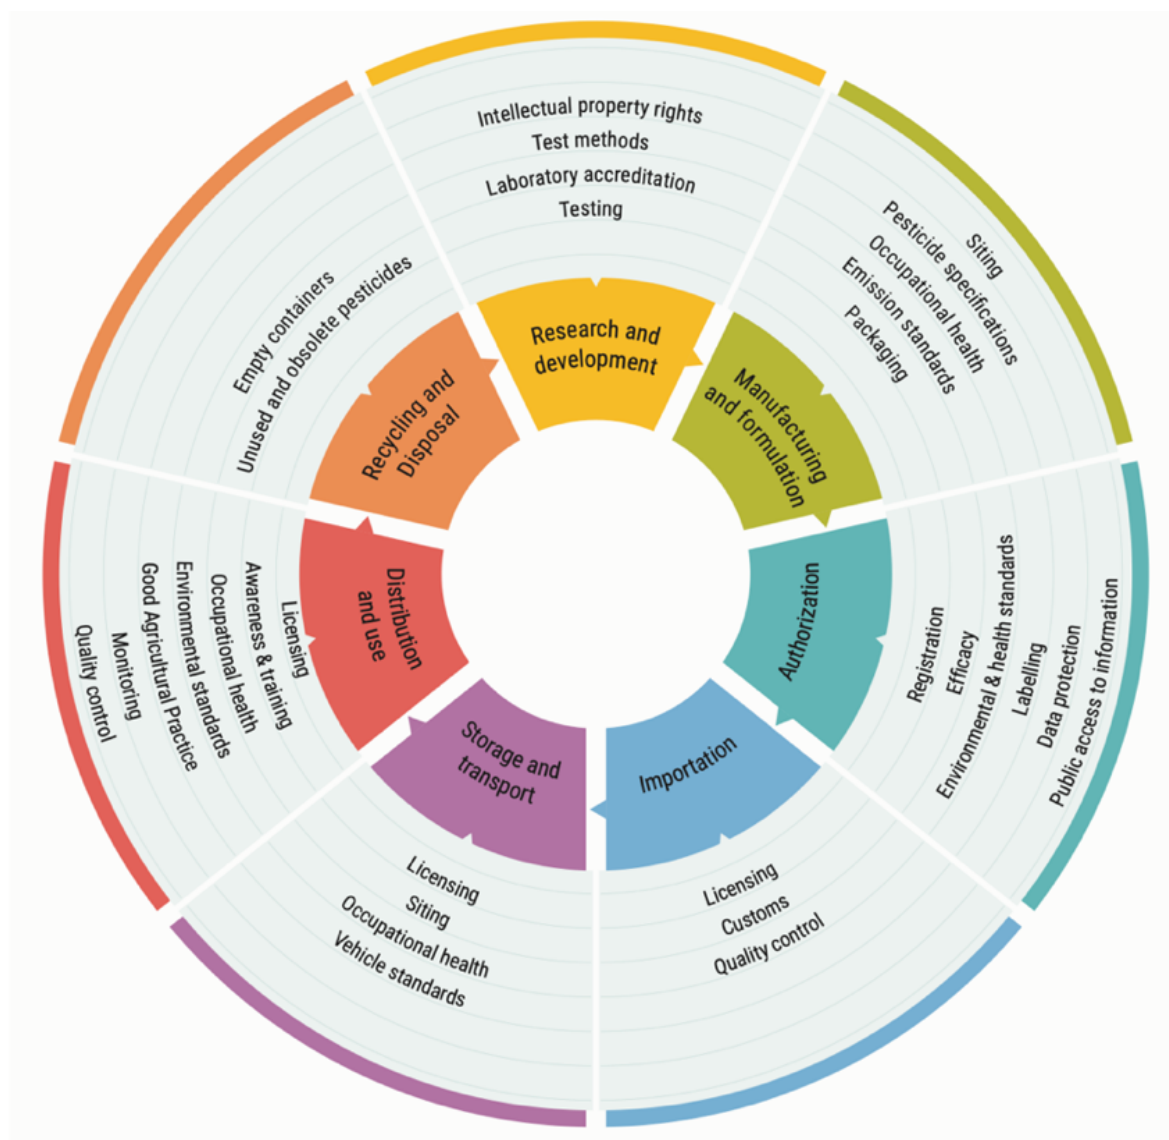 Intellectual property rights
Test methods
Laboratory accreditation
Testing
Research and
development
Siting
Pesticide specifications
Occupational health
Emission standards
Packaging
Manufacturing
and formulation
Authorization
Registration
Efficacy
Environmental & health standards
Labelling
Data protection
Public access to information
Importation
Licensing
Customs
Quality control
Storage and
transport
Licensing
Siting
Occupational health
Vehicle standards
Distribution
and use
Licensing
Awareness & training
Occupational health
Environmental standards
Good Agricultural Practice
Monitoring
Quality control
Recycling and
Disposal
Empty containers
Unused and obsolete pesticides